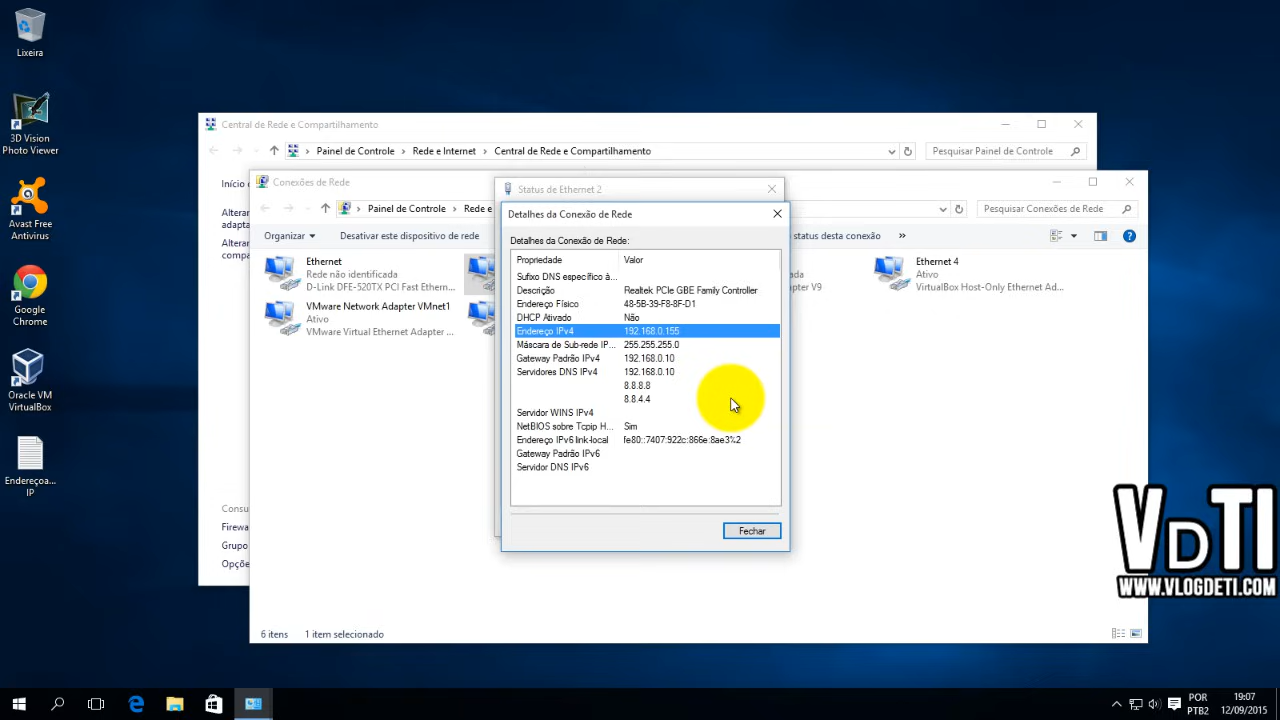 Lixeira
3D Vision
Photo Viewer
Avast Free
Antivirus
Google
Chrome
Oracle VM
VirtualBox
Endereçoa...
IP
Central de Rede e Compartilhamento
Painel de Controle
Rede e Internet
Central de Rede e Compartilhamento
Pesquisar Painel de Controle
Início
Alterar
adapta
Alterar
compa
Consu
Firewa
Grupo
Opçõe
Conexões de Rede
Painel de Controle
Rede e
Pesquisar Conexões de Rede
Organizar
Desativar este dispositivo de rede
status desta conexão
»
Ethernet
Rede não identificada
D-Link DFE-520TX PCI Fast Ethern...
VMware Network Adapter VMnet1
Ativo
VMware Virtual Ethernet Adapter ...
Adapter V9
Ethernet 4
Ativo
VirtualBox Host-Only Ethernet Ad...
6 itens
1 item selecionado
Status de Ethernet 2
Detalhes da Conexão de Rede
Detalhes da Conexão de Rede:
Propriedade Valor
Sufixo DNS específico à...
Descrição Realtek PCIe GBE Family Controller
Endereço Físico 48-5B-39-F8-8F-D1
DHCP Ativado Não
Endereço IPv4 192.168.0.155
Máscara de Sub-rede IP... 255.255.255.0
Gateway Padrão IPv4 192.168.0.10
Servidores DNS IPv4 192.168.0.10
8.8.8.8
8.8.4.4
Servidor WINS IPv4
NetBIOS sobre Tcpip H... Sim
Endereço IPv6 link-local fe80::7407:922c:866e:8ae3%2
Gateway Padrão IPv6
Servidor DNS IPv6
Fechar
VDTI
WWW.VLOGDETI.COM
POR
PTB2
19:07
12/09/2015